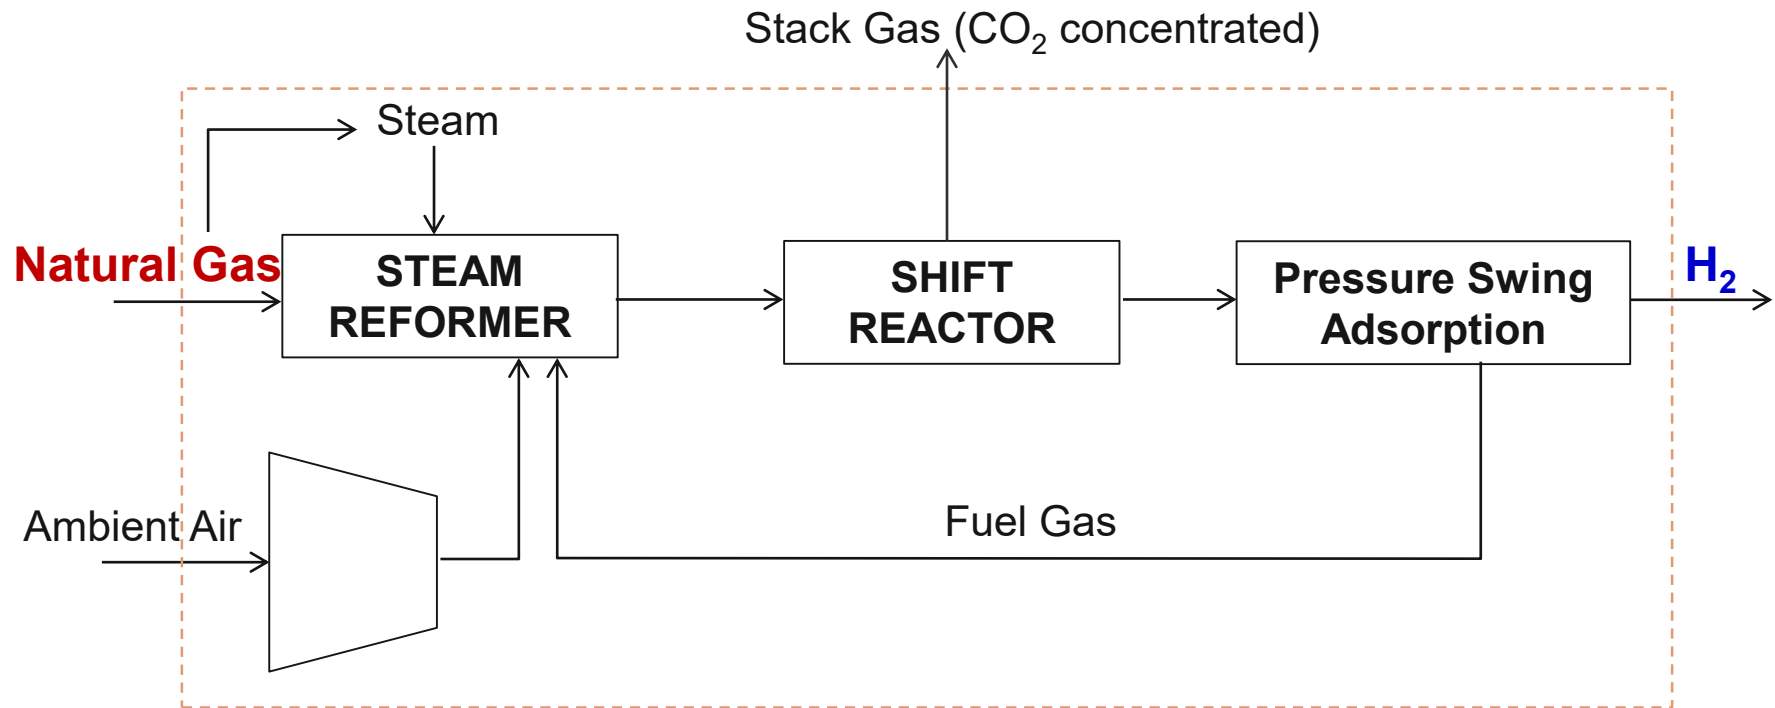 Stack Gas (CO₂ concentrated)
Steam
Natural Gas
STEAM
REFORMER
SHIFT
REACTOR
Pressure Swing
Adsorption
H₂
Ambient Air
Fuel Gas